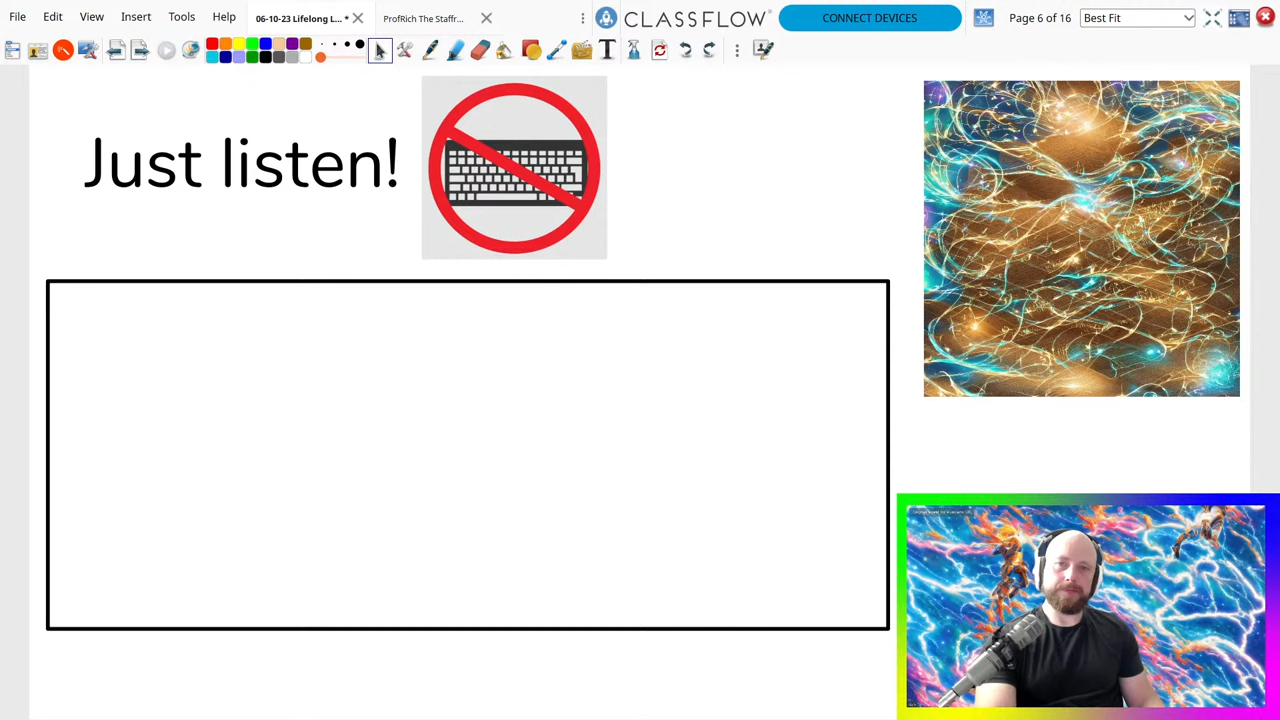 File Edit View Insert Tools Help
06-10-23 Lifelong L... *
ProfRich The Staffr...
CLASSFLOW
CONNECT DEVICES
Page 6 of 16
Best Fit
Just listen!